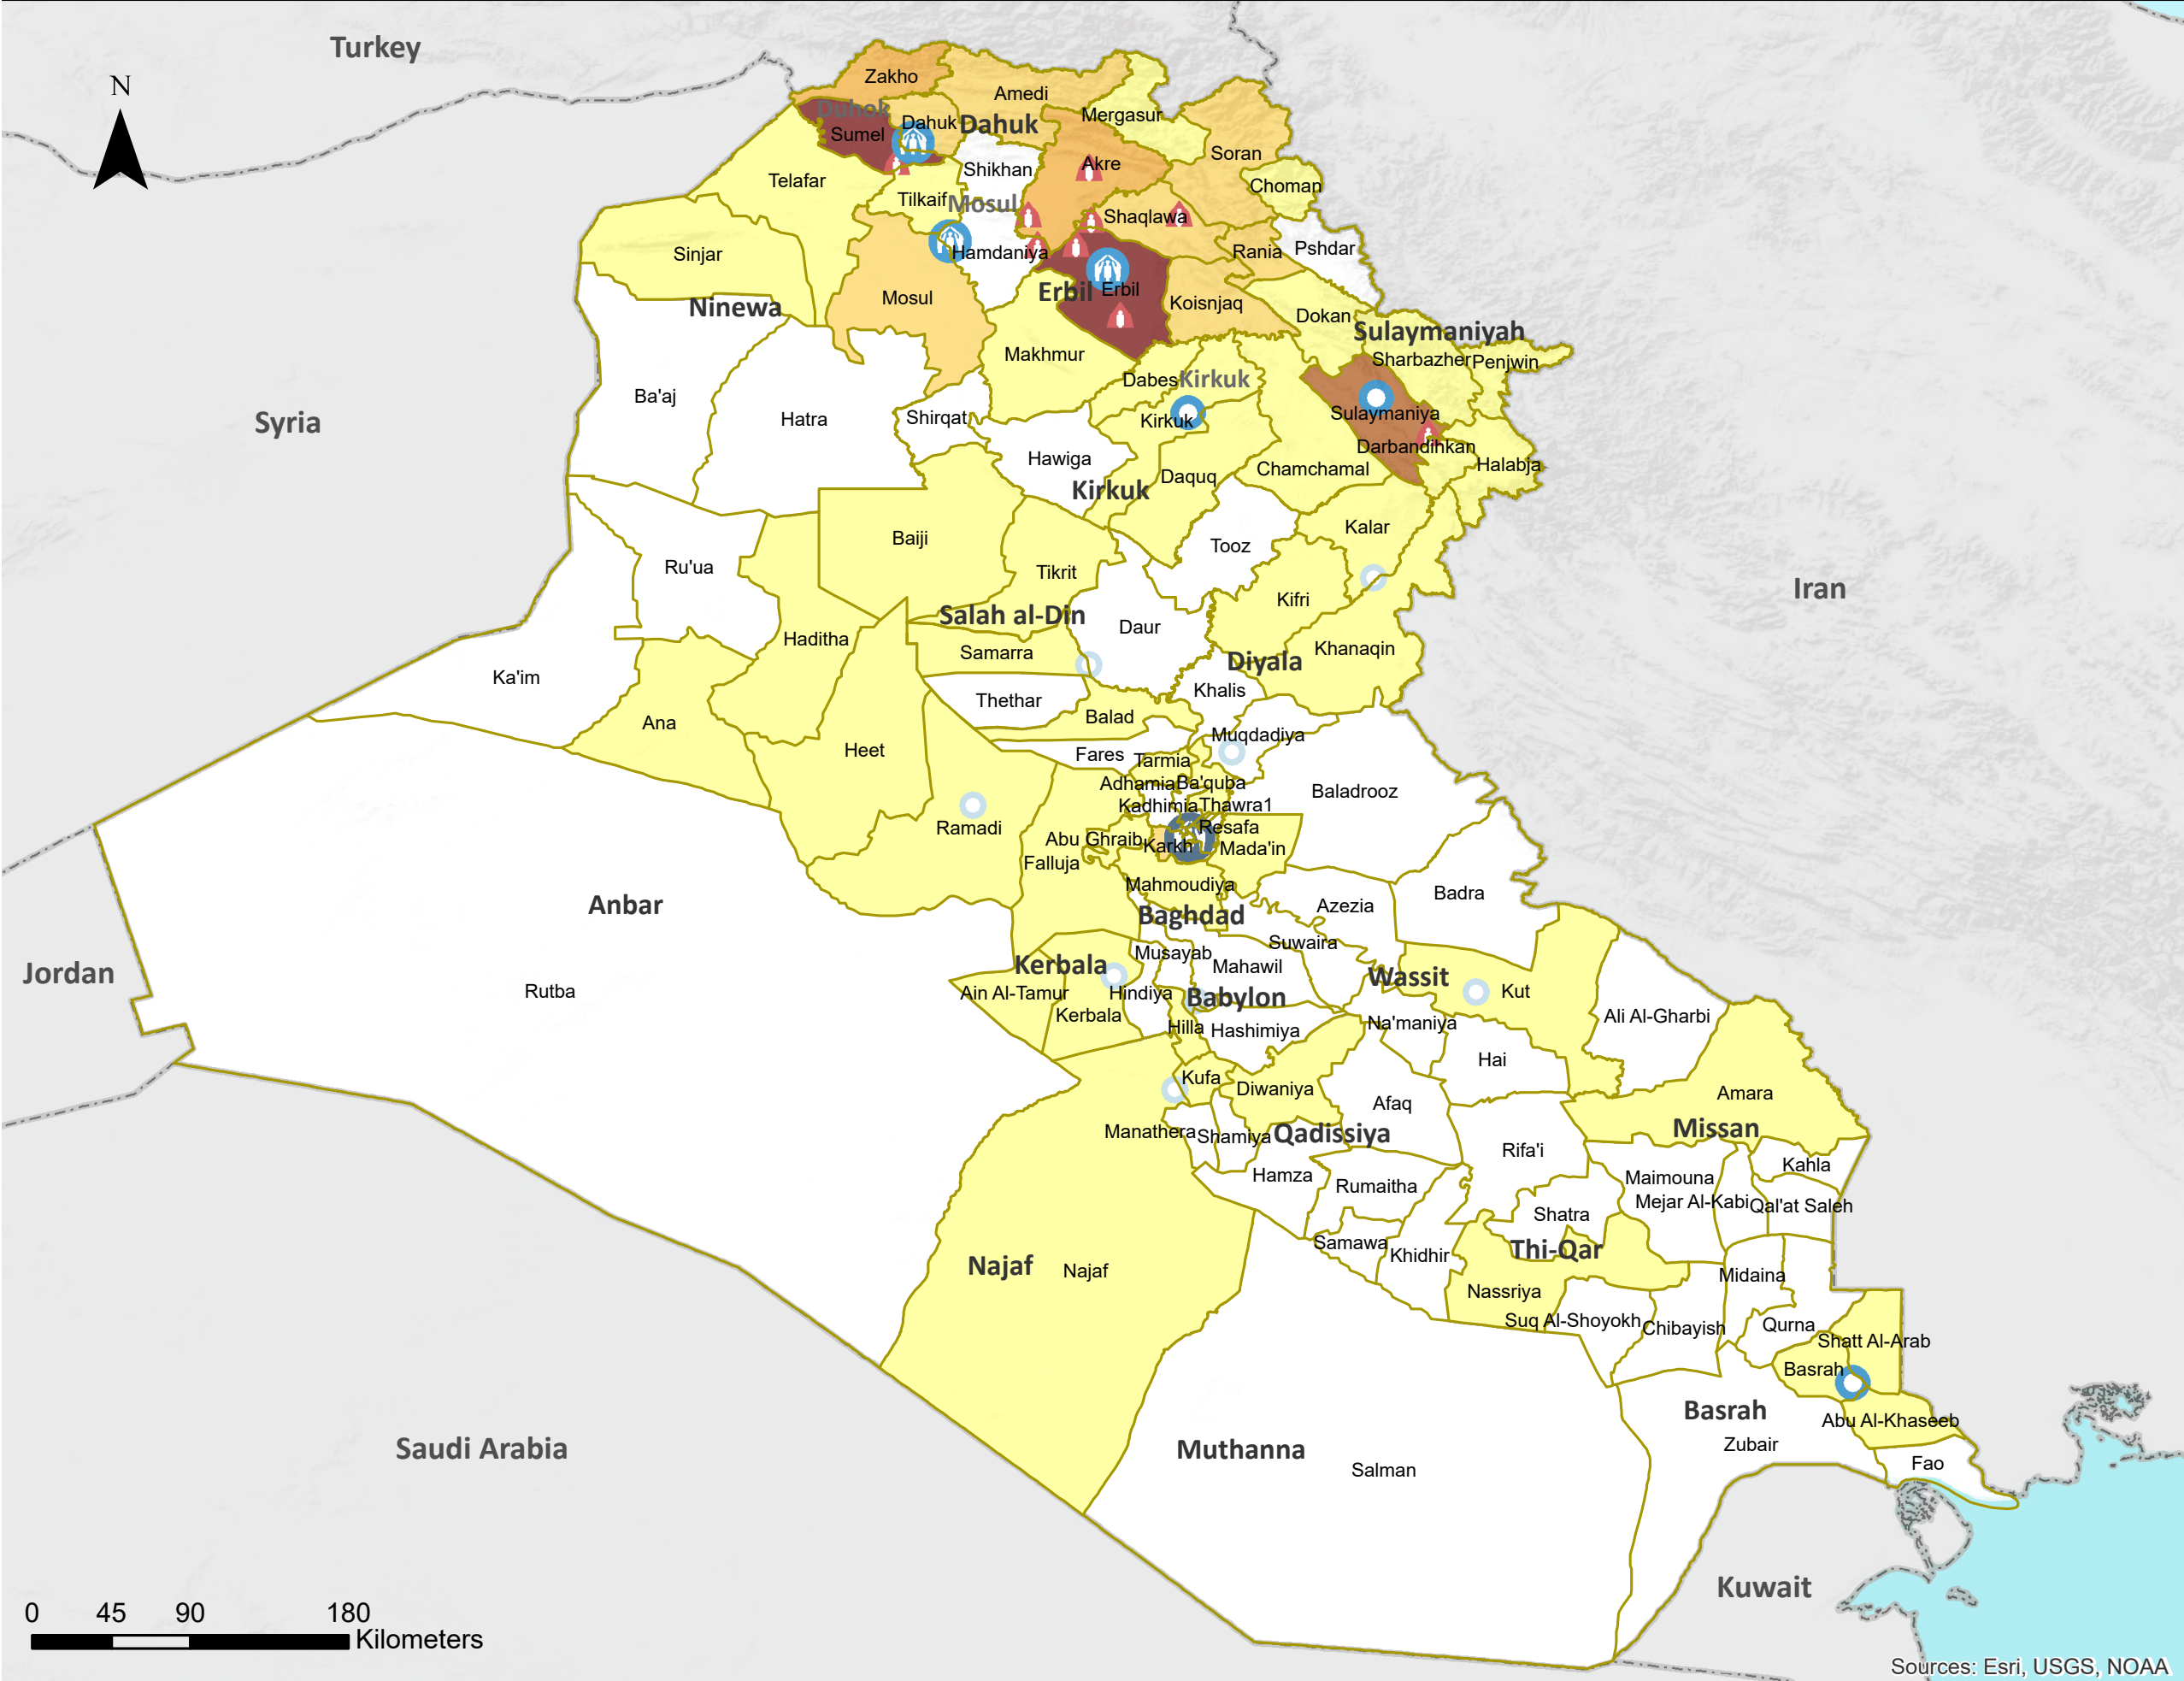 Turkey
N
Zakho
Amedi
Duhok
Dahuk
Dahuk
Mergasur
Sumel
Soran
Shikhan
Akre
Telafar
Choman
Tilkaif
Mosul
Shaqlawa
Sinjar
Hamdaniya
Rania
Pshdar
Mosul
Erbil
Erbil
Koisnjaq
Ninewa
Dokan
Sulaymaniyah
Makhmur
Sharbazher
Penjwin
Dabes
Kirkuk
Ba'aj
Syria
Hatra
Shirqat
Kirkuk
Sulaymaniya
Darbandihkan
Hawiga
Halabja
Chamchamal
Daquq
Kirkuk
Kalar
Baiji
Tooz
Ru'ua
Tikrit
Iran
Kifri
Salah al-Din
Daur
Haditha
Samarra
Khanaqin
Diyala
Ka'im
Khalis
Thethar
Balad
Ana
Muqdadiya
Heet
Fares
Tarmia
Adhamia
Ba'quba
Baladrooz
Kadhimia
Thawra1
Ramadi
Resafa
Abu Ghraib
Karkh
Mada'in
Falluja
Mahmoudiya
Badra
Anbar
Azezia
Baghdad
Suwaira
Musayab
Kerbala
Mahawil
Jordan
Wassit
Rutba
Ain Al-Tamur
Hindiya
Babylon
Kut
Kerbala
Ali Al-Gharbi
Hilla
Hashimiya
Na'maniya
Hai
Kufa
Diwaniya
Amara
Afaq
Missan
Manathera
Shamiya
Qadissiya
Rifa'i
Kahla
Hamza
Maimouna
Rumaitha
Mejar Al-Kabi
Qal'at Saleh
Shatra
Samawa
Thi-Qar
Khidhir
Najaf
Najaf
Midaina
Nassriya
Suq Al-Shoyokh
Chibayish
Qurna
Shatt Al-Arab
Basrah
Basrah
Abu Al-Khaseeb
Saudi Arabia
Muthanna
Zubair
Salman
Fao
Kuwait
0 45 90 180
Kilometers
Sources: Esri, USGS, NOAA